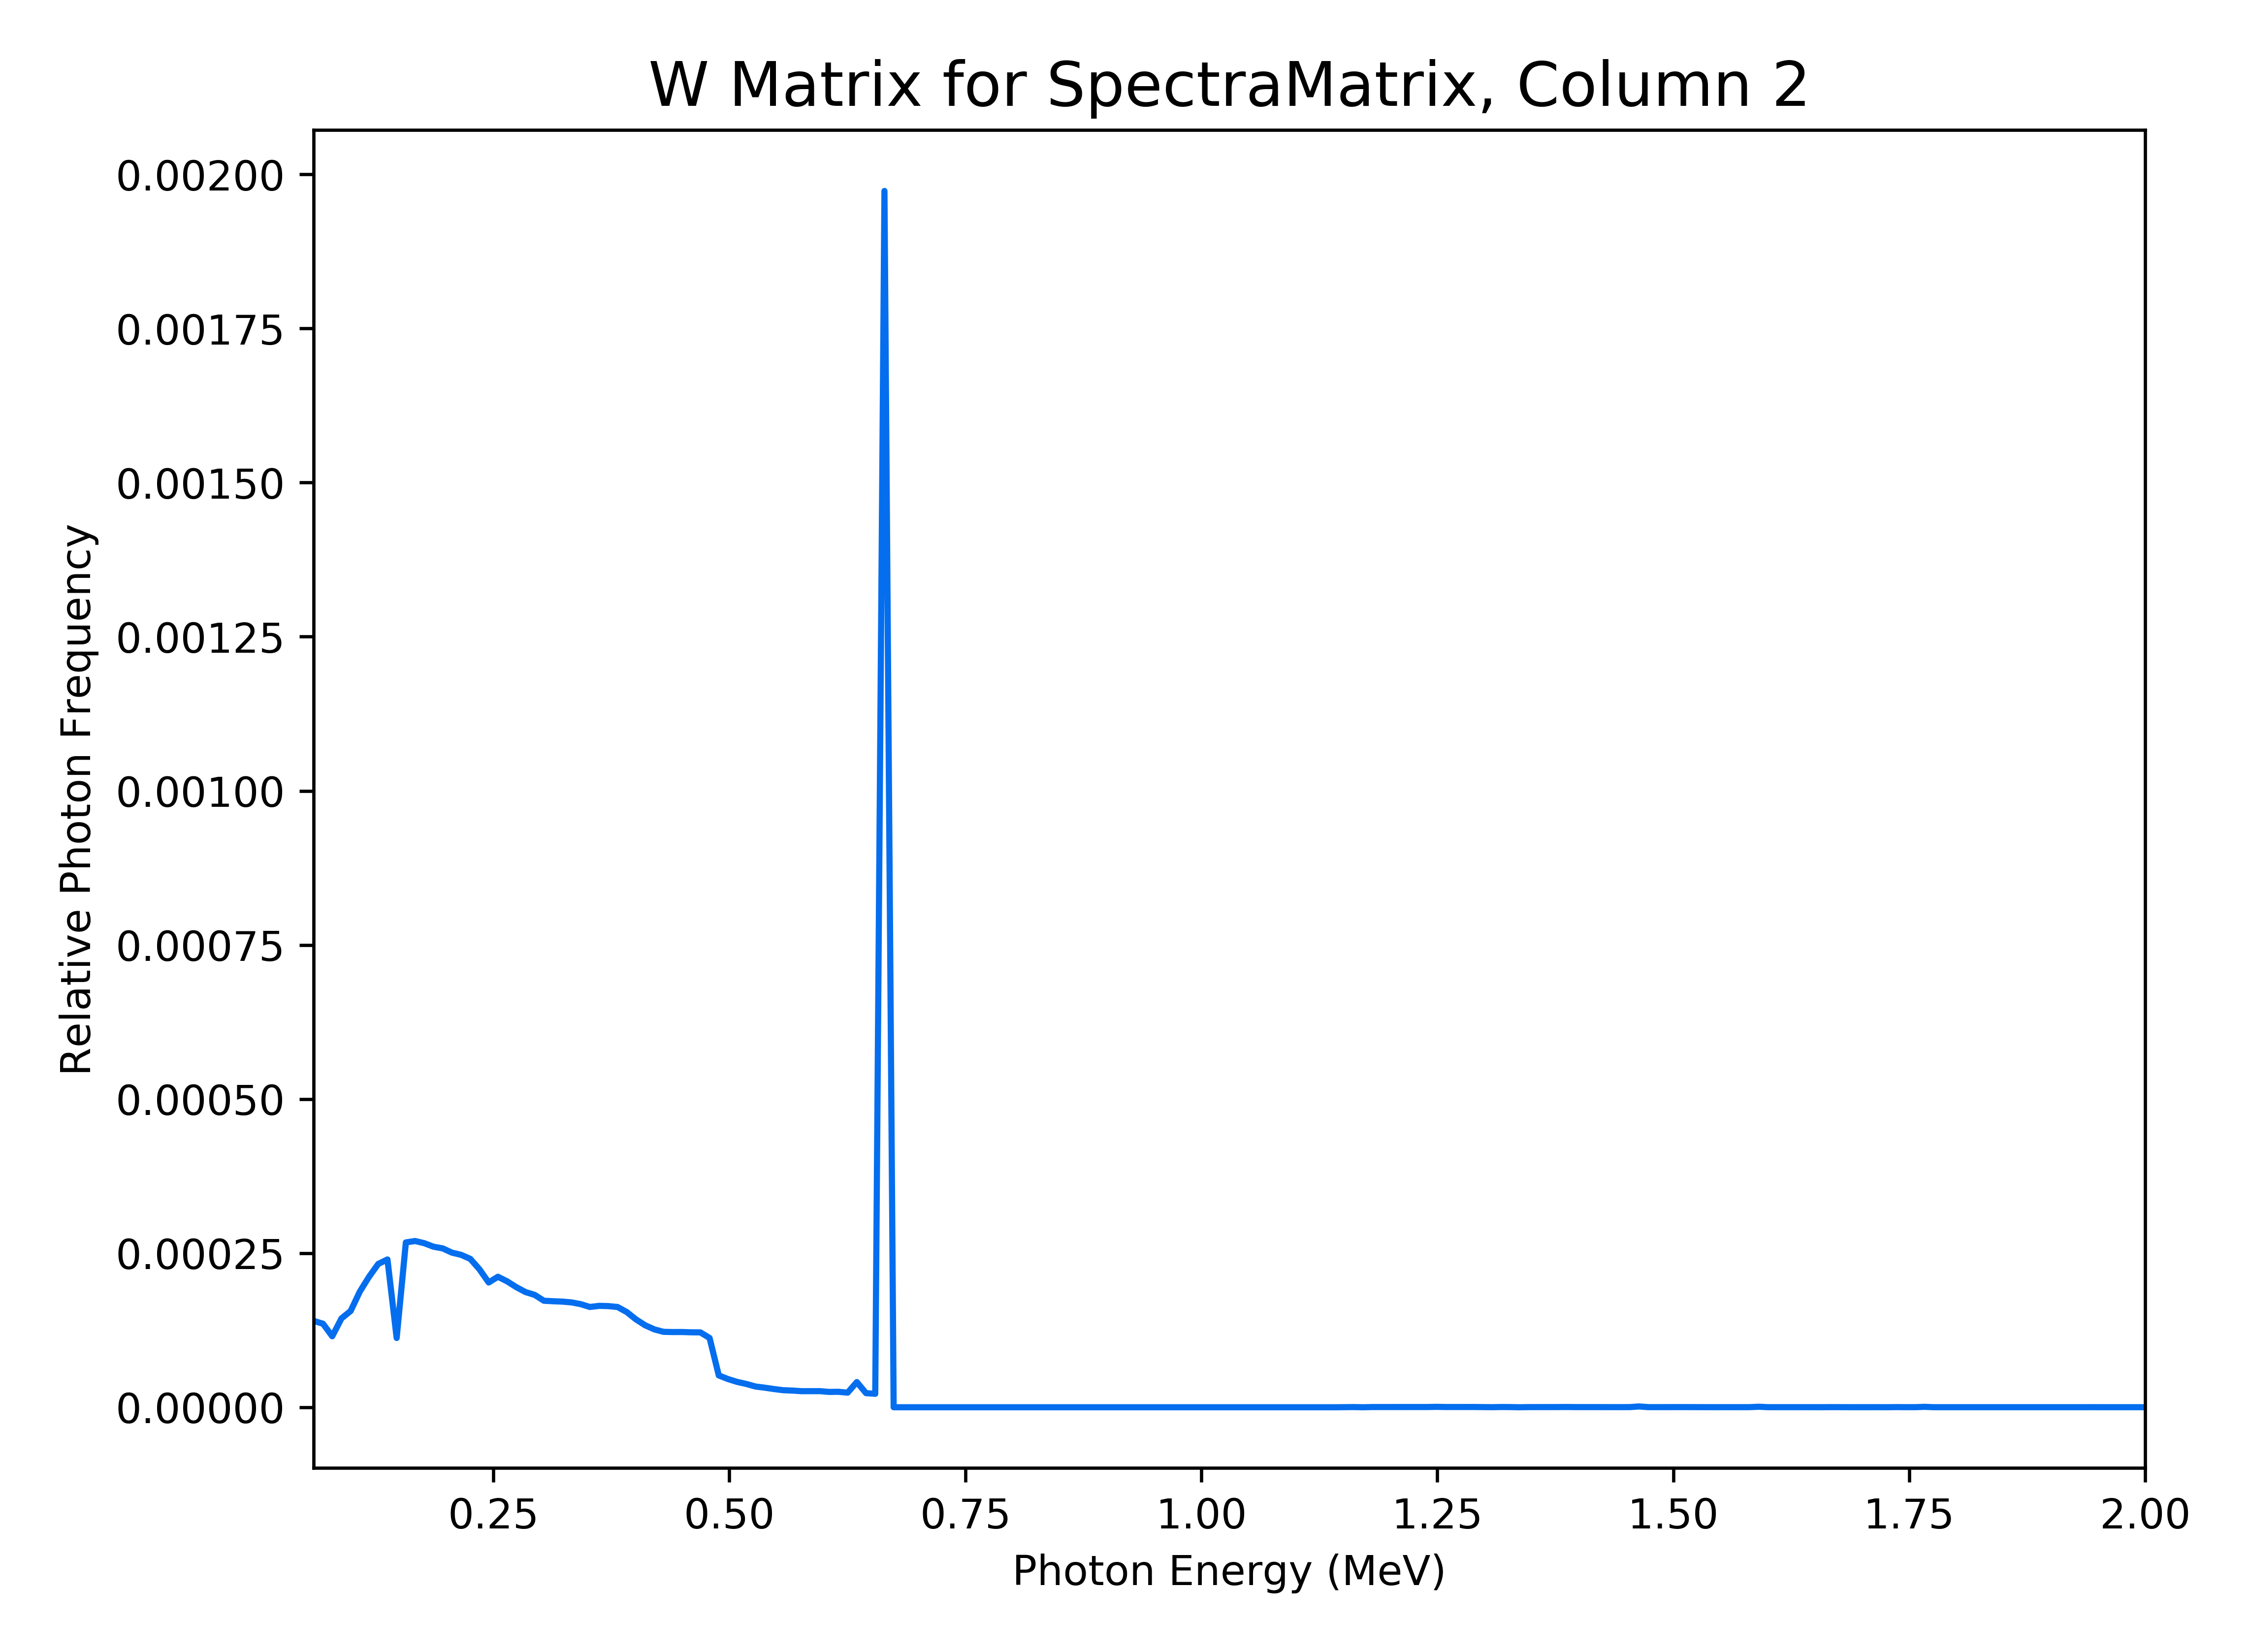 W Matrix for SpectraMatrix, Column 2
0.00200
0.00175
0.00150
0.00125
0.00100
0.00075
0.00050
0.00025
0.00000
Relative Photon Frequency
0.25 0.50 0.75 1.00 1.25 1.50 1.75 2.00
Photon Energy (MeV)